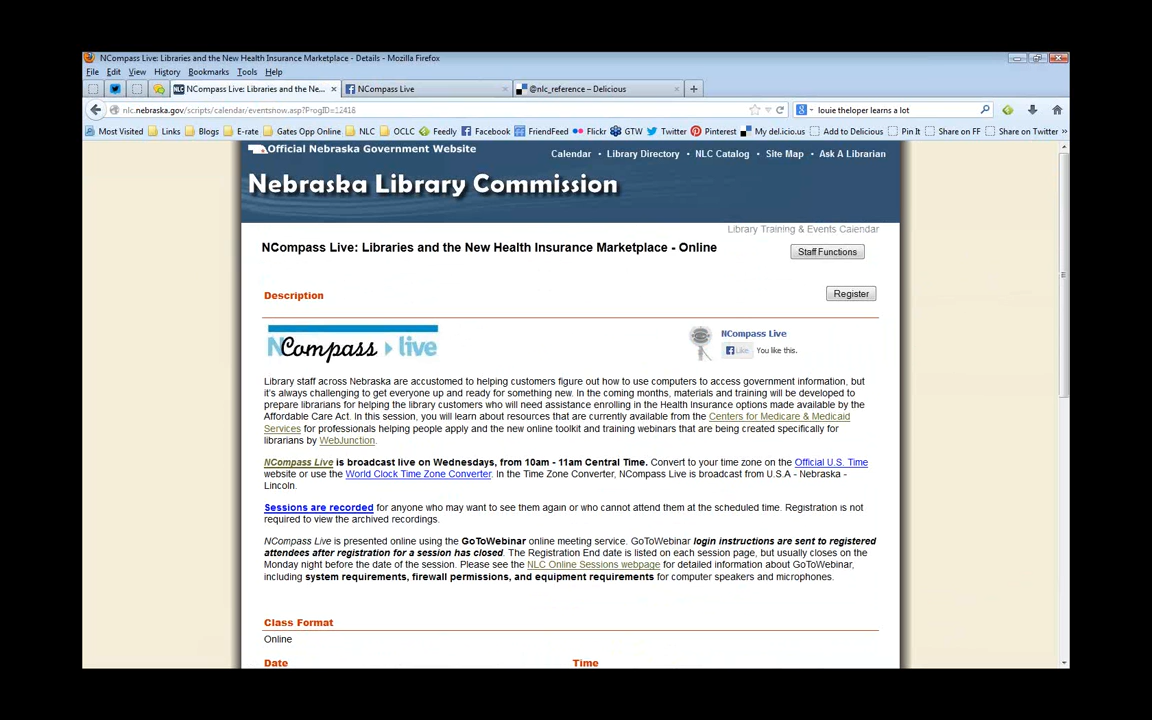 NCompass Live: Libraries and the New Health Insurance Marketplace - Details - Mozilla Firefox
File Edit View History Bookmarks Tools Help
NLC NCompass Live: Libraries and the Ne... × NCompass Live × @nlc_reference – Delicious × +
nlc.nebraska.gov/scripts/calendar/eventsnow.asp?ProgID=12416 louie theloper learns a lot
Most Visited Links Blogs E-rate Gates Opp Online NLC OCLC Feedly Facebook FriendFeed Flickr GTW Twitter Pinterest My del.icio.us Add to Delicious Pin It Share on FF Share on Twitter »
Official Nebraska Government Website
Calendar • Library Directory • NLC Catalog • Site Map • Ask A Librarian
Nebraska Library Commission
Library Training & Events Calendar
NCompass Live: Libraries and the New Health Insurance Marketplace - Online
Staff Functions
Description
Register
NCompass live
NCompass Live
Like You like this.
Library staff across Nebraska are accustomed to helping customers figure out how to use computers to access government information, but
it's always challenging to get everyone up and ready for something new. In the coming months, materials and training will be developed to
prepare librarians for helping the library customers who will need assistance enrolling in the Health Insurance options made available by the
Affordable Care Act. In this session, you will learn about resources that are currently available from the Centers for Medicare & Medicaid
Services for professionals helping people apply and the new online toolkit and training webinars that are being created specifically for
librarians by WebJunction.
NCompass Live is broadcast live on Wednesdays, from 10am - 11am Central Time. Convert to your time zone on the Official U.S. Time
website or use the World Clock Time Zone Converter. In the Time Zone Converter, NCompass Live is broadcast from U.S.A - Nebraska -
Lincoln.
Sessions are recorded for anyone who may want to see them again or who cannot attend them at the scheduled time. Registration is not
required to view the archived recordings.
NCompass Live is presented online using the GoToWebinar online meeting service. GoToWebinar login instructions are sent to registered
attendees after registration for a session has closed. The Registration End date is listed on each session page, but usually closes on the
Monday night before the date of the session. Please see the NLC Online Sessions webpage for detailed information about GoToWebinar,
including system requirements, firewall permissions, and equipment requirements for computer speakers and microphones.
Class Format
Online
Date Time